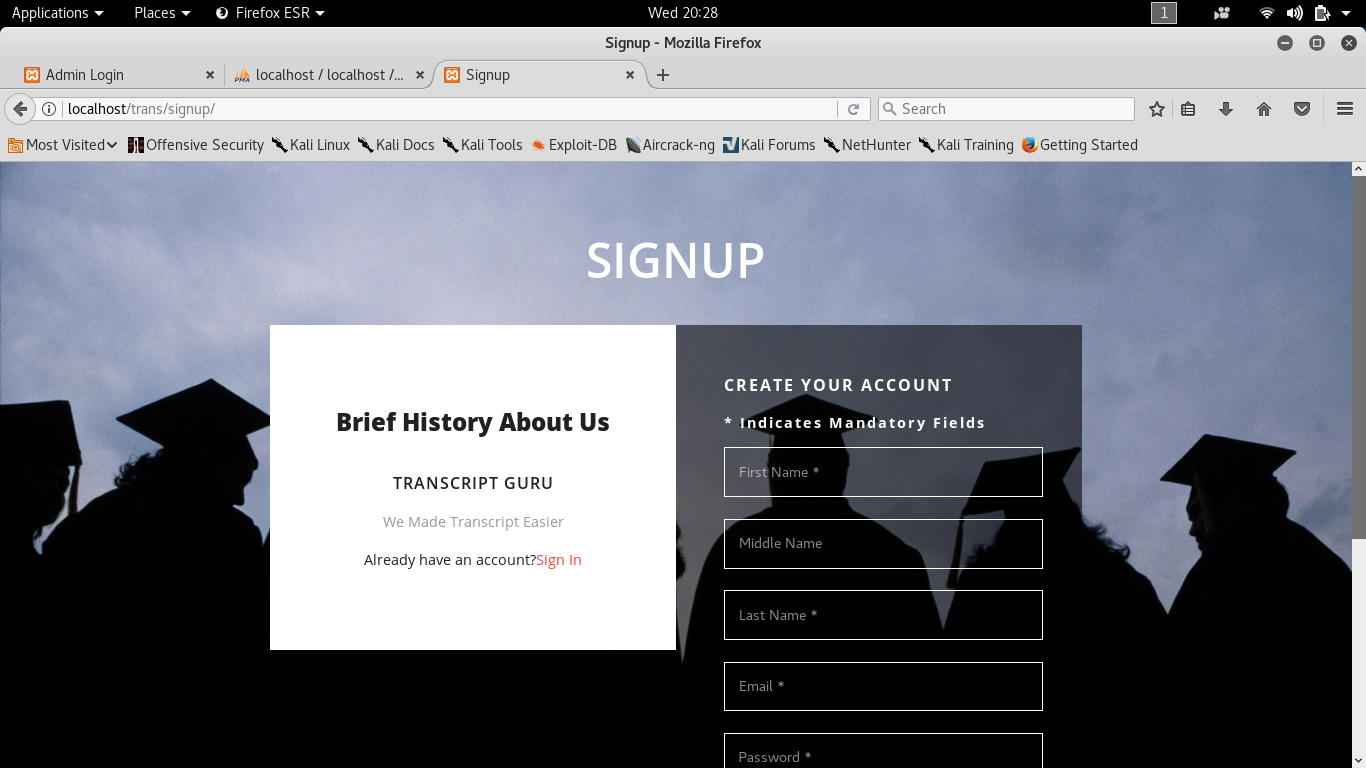 Applications Places Firefox ESR Wed 20:28 1
Signup - Mozilla Firefox
Admin Login localhost / localhost /... Signup
localhost/trans/signup/ Search
Most Visited Offensive Security Kali Linux Kali Docs Kali Tools Exploit-DB Aircrack-ng Kali Forums NetHunter Kali Training Getting Started
SIGNUP
Brief History About Us
TRANSCRIPT GURU
We Made Transcript Easier
Already have an account?Sign In
CREATE YOUR ACCOUNT
* Indicates Mandatory Fields
First Name *
Middle Name
Last Name *
Email *
Password *